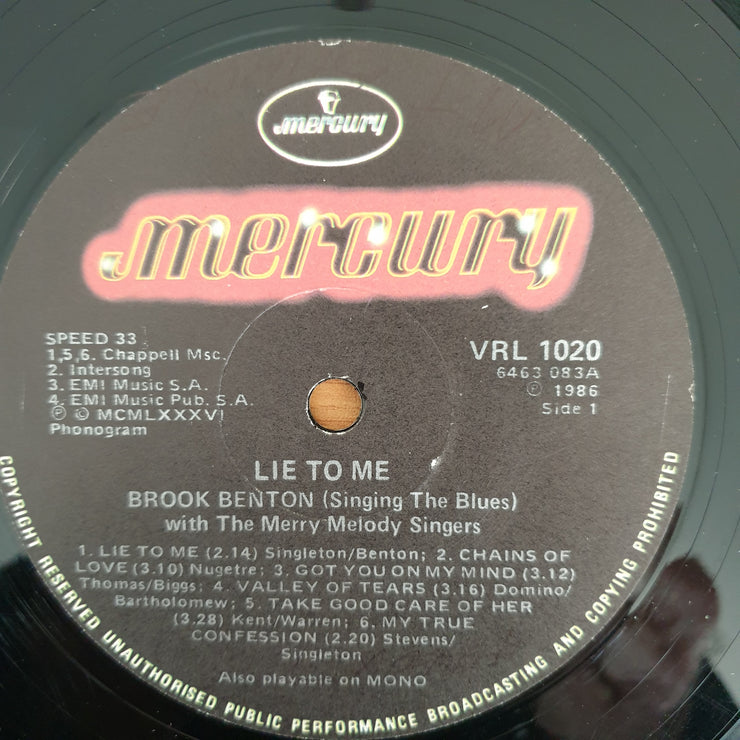 mercury
mercury
SPEED 33
1,5,6. Chappell Msc.
2. Intersong
3. EMI Music S.A.
4. EMI Music Pub. S.A.
℗ © MCMLXXXVI
Phonogram
VRL 1020
6463 083A
℗ 1986
Side 1
LIE TO ME
BROOK BENTON (Singing The Blues)
with The Merry Melody Singers
1. LIE TO ME (2.14) Singleton/Benton; 2. CHAINS OF
LOVE (3.10) Nugetre; 3. GOT YOU ON MY MIND (3.12)
Thomas/Biggs; 4. VALLEY OF TEARS (3.16) Domino/
Bartholomew; 5. TAKE GOOD CARE OF HER
(3.28) Kent/Warren; 6. MY TRUE
CONFESSION (2.20) Stevens/
Singleton
Also playable on MONO
COPYRIGHT RESERVED UNAUTHORISED PUBLIC PERFORMANCE BROADCASTING AND COPYING PROHIBITED